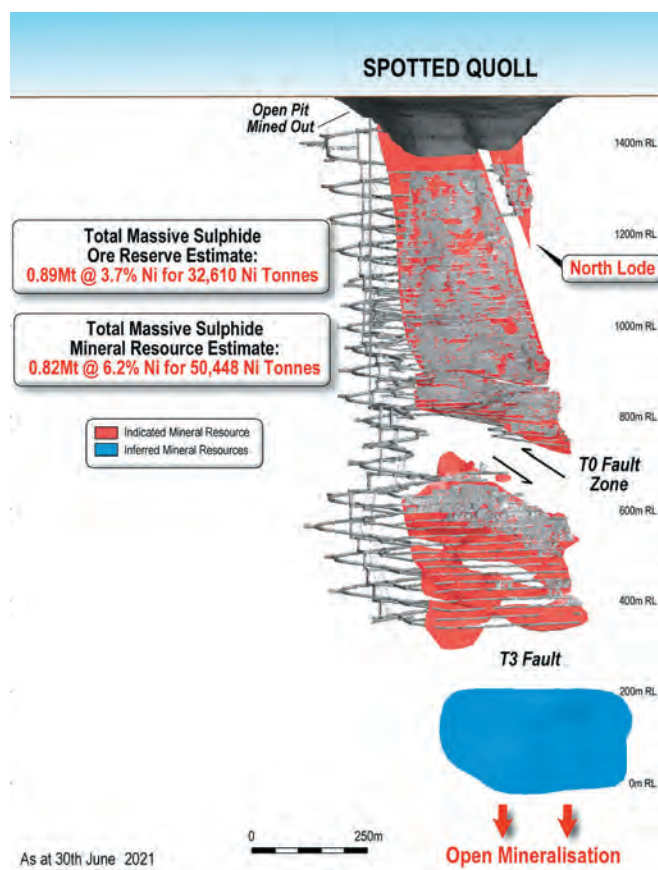 SPOTTED QUOLL
Open Pit
Mined Out
1400m RL
1200m RL
North Lode
Total Massive Sulphide
Ore Reserve Estimate:
0.89Mt @ 3.7% Ni for 32,610 Ni Tonnes
1000m RL
Total Massive Sulphide
Mineral Resource Estimate:
0.82Mt @ 6.2% Ni for 50,448 Ni Tonnes
800m RL
Indicated Mineral Resource
Inferred Mineral Resources
T0 Fault
Zone
600m RL
400m RL
T3 Fault
200m RL
0m RL
0 250m
Open Mineralisation
As at 30th June 2021